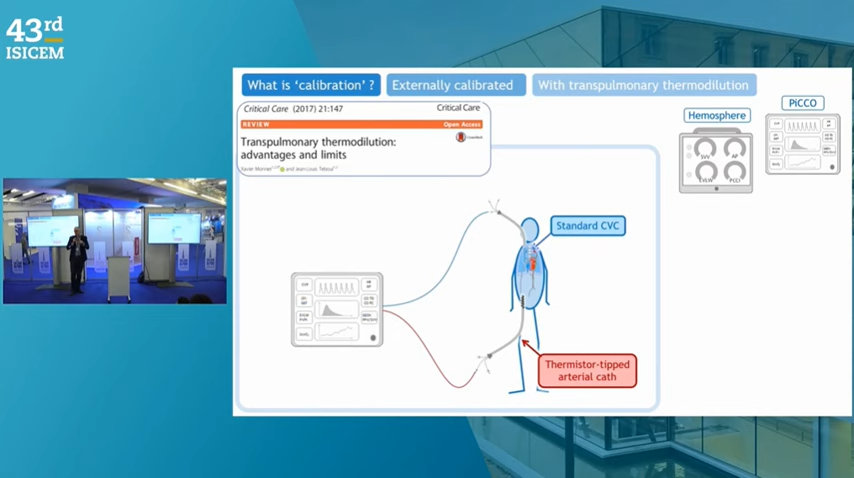 43rd
ISICEM
What is ‘calibration’ ?
Externally calibrated
With transpulmonary thermodilution
Critical Care (2017) 21:147
Critical Care
REVIEW
Open Access
Transpulmonary thermodilution:
advantages and limits
Xavier Monnet and Jean-Louis Teboul
Hemosphere
PiCCO
SVV
AP
EVLW
PCCI
Standard CVC
Thermistor-tipped
arterial cath